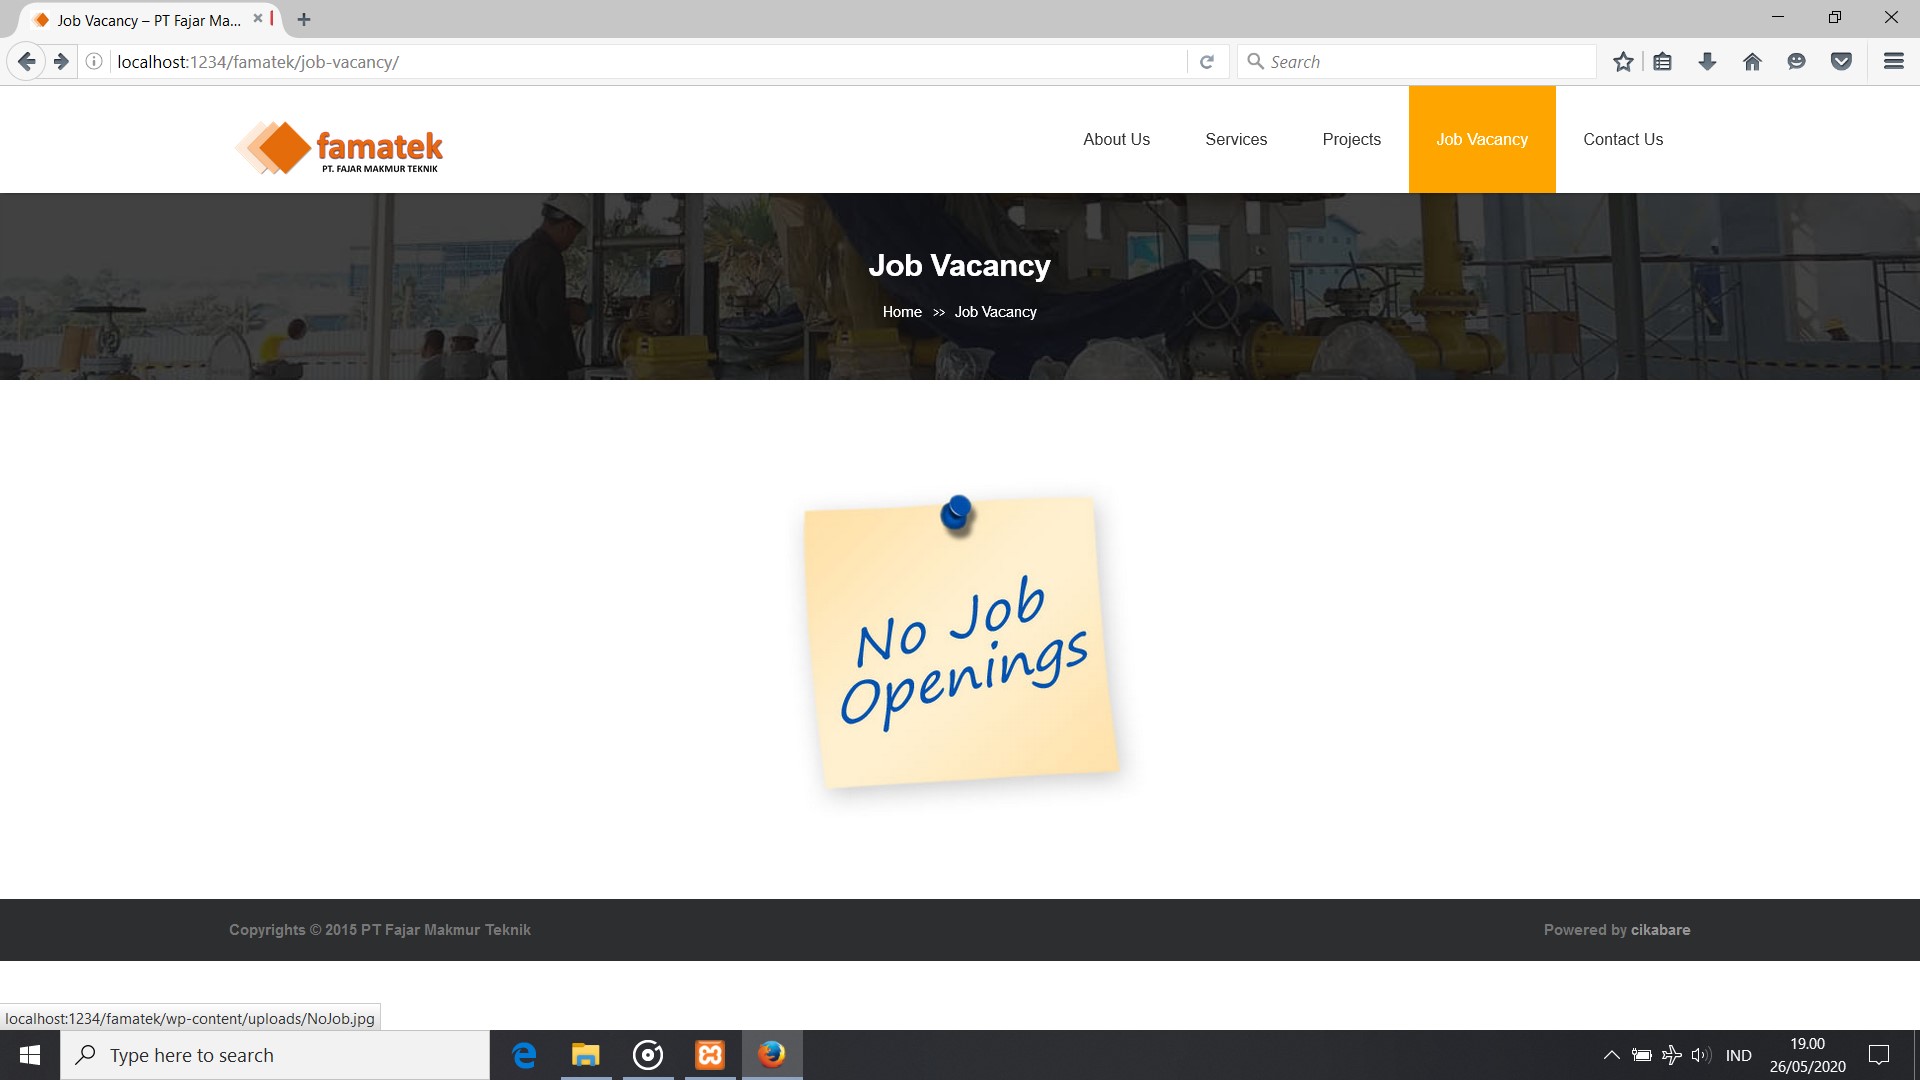 Job Vacancy – PT Fajar Ma...
localhost:1234/famatek/job-vacancy/
Search
famatek
PT. FAJAR MAKMUR TEKNIK
About Us
Services
Projects
Job Vacancy
Contact Us
Job Vacancy
Home >> Job Vacancy
No Job
Openings
Copyrights © 2015 PT Fajar Makmur Teknik
Powered by cikabare
localhost:1234/famatek/wp-content/uploads/NoJob.jpg
Type here to search
IND
19.00
26/05/2020